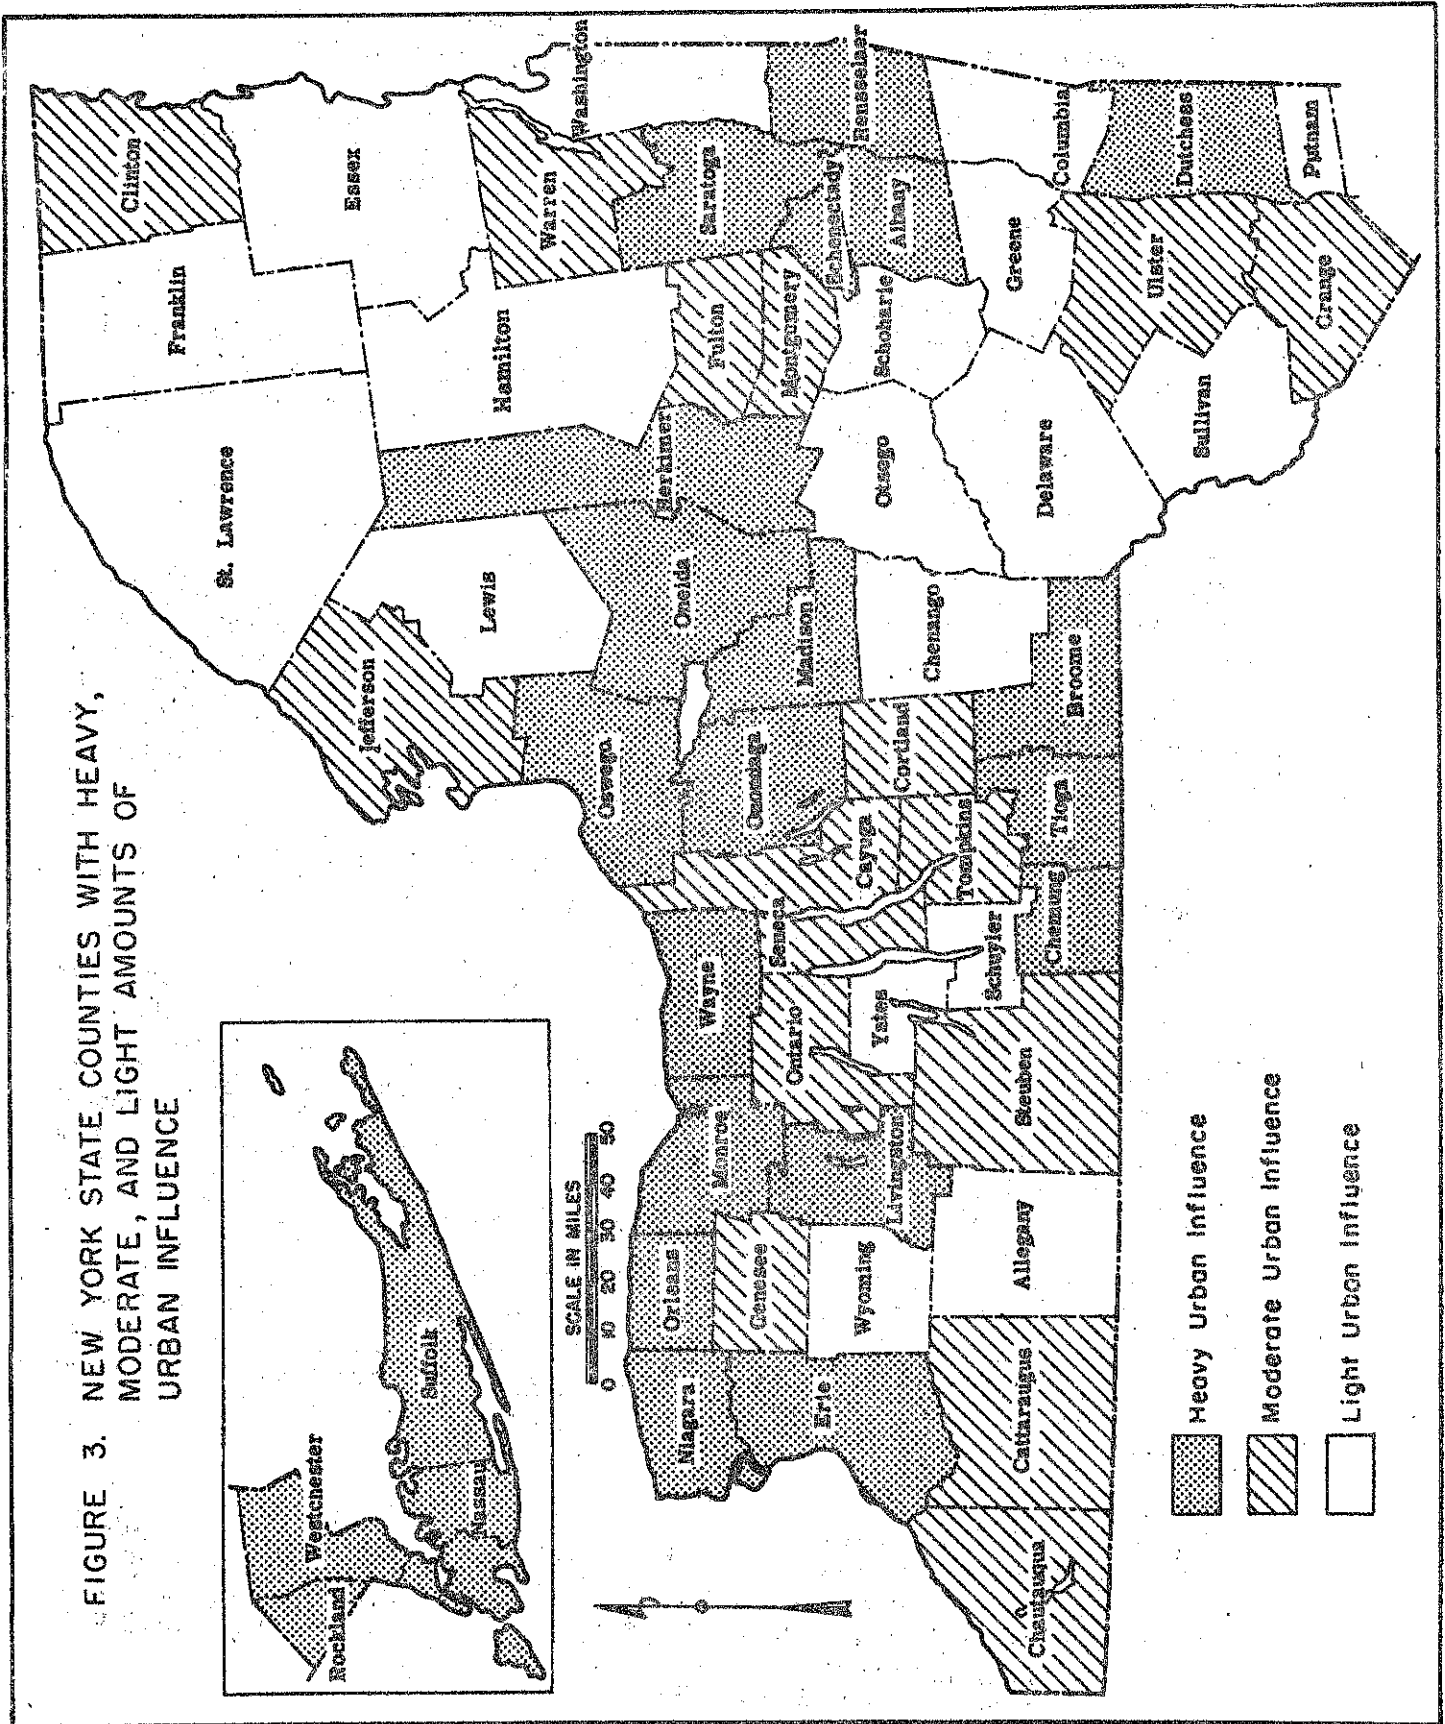 FIGURE 3. NEW YORK STATE COUNTIES WITH HEAVY,
MODERATE, AND LIGHT AMOUNTS OF
URBAN INFLUENCE
Westchester
Rockland
Nassau
Suffolk
SCALE IN MILES
0 10 20 30 40 50
Clinton
Franklin
St. Lawrence
Essex
Jefferson
Lewis
Hamilton
Warren
Washington
Herkimer
Oneida
Oswego
Fulton
Saratoga
Montgomery
Schenectady
Rensselaer
Albany
Schoharie
Otsego
Madison
Onondaga
Cayuga
Seneca
Wayne
Monroe
Orleans
Niagara
Genesee
Erie
Wyoming
Livingston
Ontario
Yates
Schuyler
Tompkins
Cortland
Chenango
Greene
Columbia
Delaware
Ulster
Dutchess
Sullivan
Orange
Putnam
Broome
Tioga
Chemung
Steuben
Allegany
Cattaraugus
Chautauqua
Heavy Urban Influence
Moderate Urban Influence
Light Urban Influence